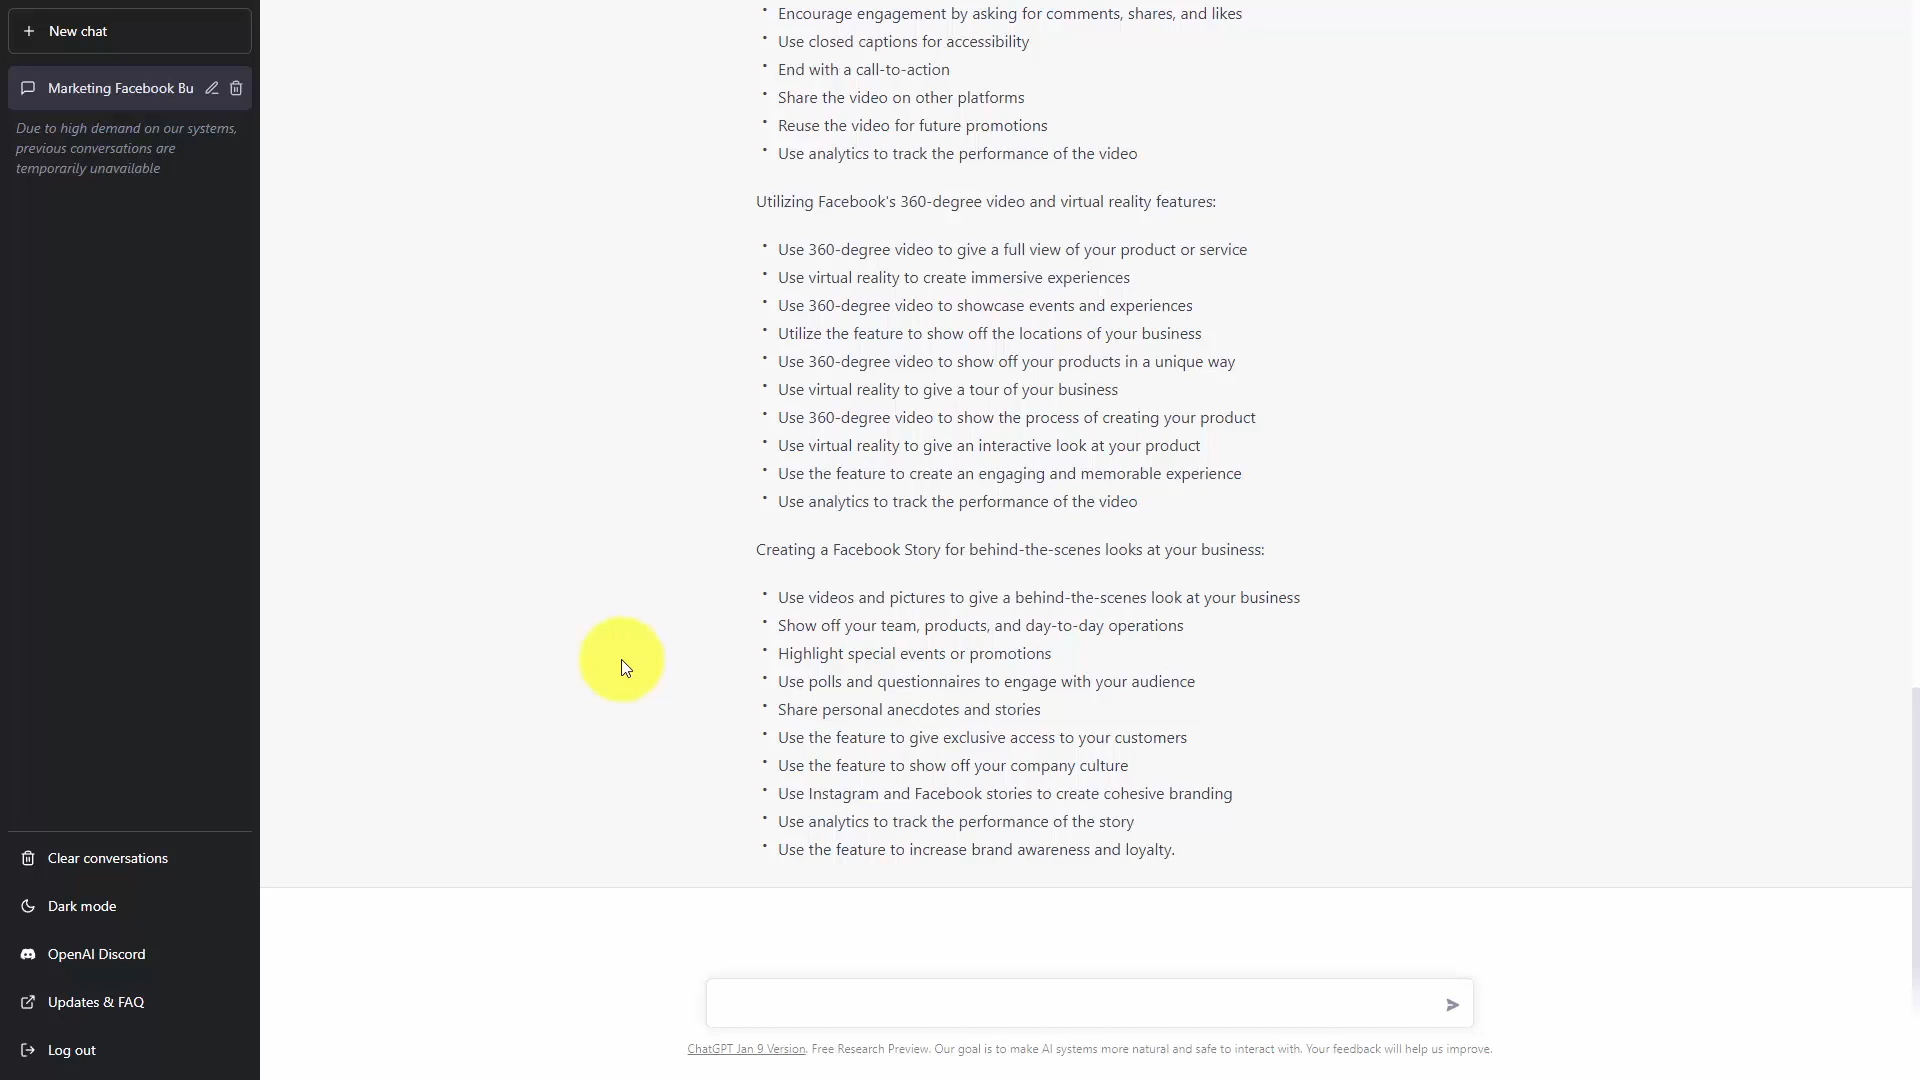 New chat
Marketing Facebook Bu
Due to high demand on our systems,
previous conversations are
temporarily unavailable
Clear conversations
Dark mode
OpenAI Discord
Updates & FAQ
Log out
• Encourage engagement by asking for comments, shares, and likes
• Use closed captions for accessibility
• End with a call-to-action
• Share the video on other platforms
• Reuse the video for future promotions
• Use analytics to track the performance of the video
Utilizing Facebook's 360-degree video and virtual reality features:
• Use 360-degree video to give a full view of your product or service
• Use virtual reality to create immersive experiences
• Use 360-degree video to showcase events and experiences
• Utilize the feature to show off the locations of your business
• Use 360-degree video to show off your products in a unique way
• Use virtual reality to give a tour of your business
• Use 360-degree video to show the process of creating your product
• Use virtual reality to give an interactive look at your product
• Use the feature to create an engaging and memorable experience
• Use analytics to track the performance of the video
Creating a Facebook Story for behind-the-scenes looks at your business:
• Use videos and pictures to give a behind-the-scenes look at your business
• Show off your team, products, and day-to-day operations
• Highlight special events or promotions
• Use polls and questionnaires to engage with your audience
• Share personal anecdotes and stories
• Use the feature to give exclusive access to your customers
• Use the feature to show off your company culture
• Use Instagram and Facebook stories to create cohesive branding
• Use analytics to track the performance of the story
• Use the feature to increase brand awareness and loyalty.
ChatGPT Jan 9 Version. Free Research Preview. Our goal is to make AI systems more natural and safe to interact with. Your feedback will help us improve.